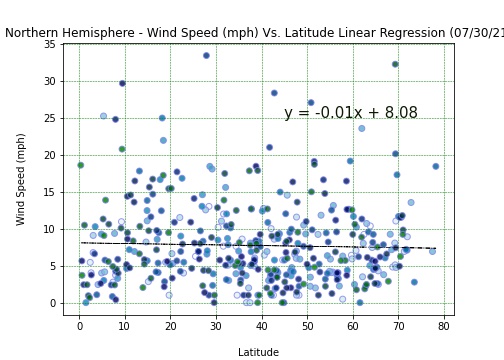 Northern Hemisphere - Wind Speed (mph) Vs. Latitude Linear Regression (07/30/21
35
30
25
20
15
10
5
0
Wind Speed (mph)
y = -0.01x + 8.08
0 10 20 30 40 50 60 70 80
Latitude